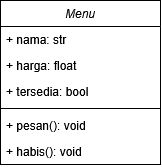 Menu
+ nama: str
+ harga: float
+ tersedia: bool
+ pesan(): void
+ habis(): void